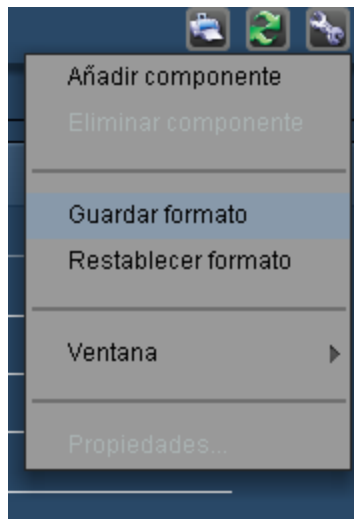 Añadir componente
Eliminar componente
Guardar formato
Restablecer formato
Ventana
Propiedades...